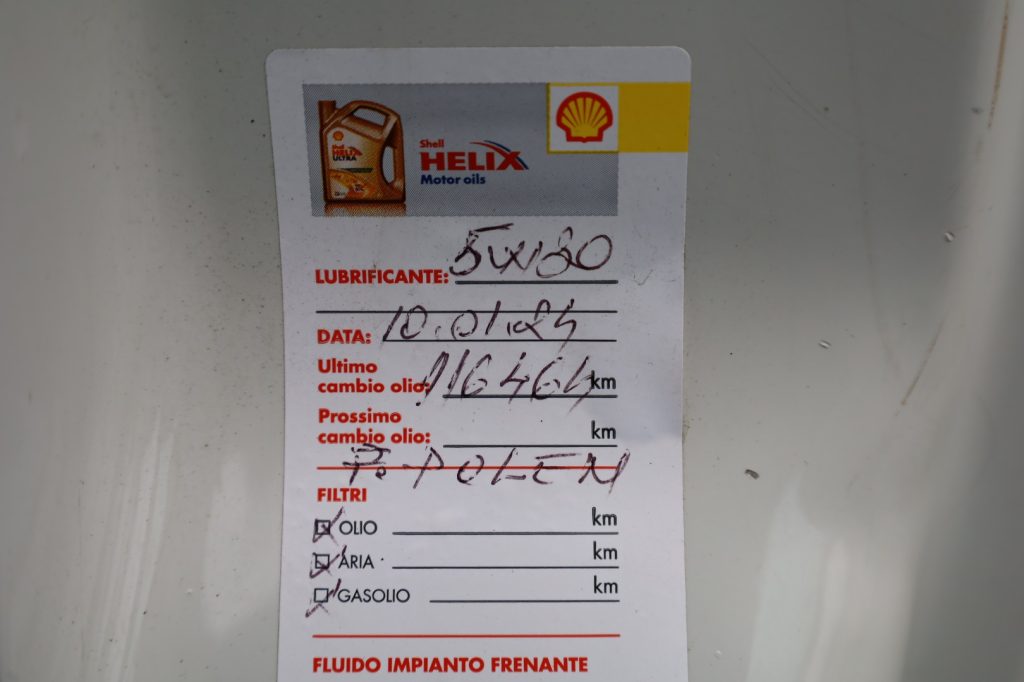 Shell
HELIX
ULTRA
Shell
HELIX
Motor oils
LUBRIFICANTE: 5W30
DATA: 10.01.24
Ultimo
cambio olio: 116464 km
Prossimo
cambio olio: km
F. POLEN
FILTRI
OLIO km
ARIA km
GASOLIO km
FLUIDO IMPIANTO FRENANTE